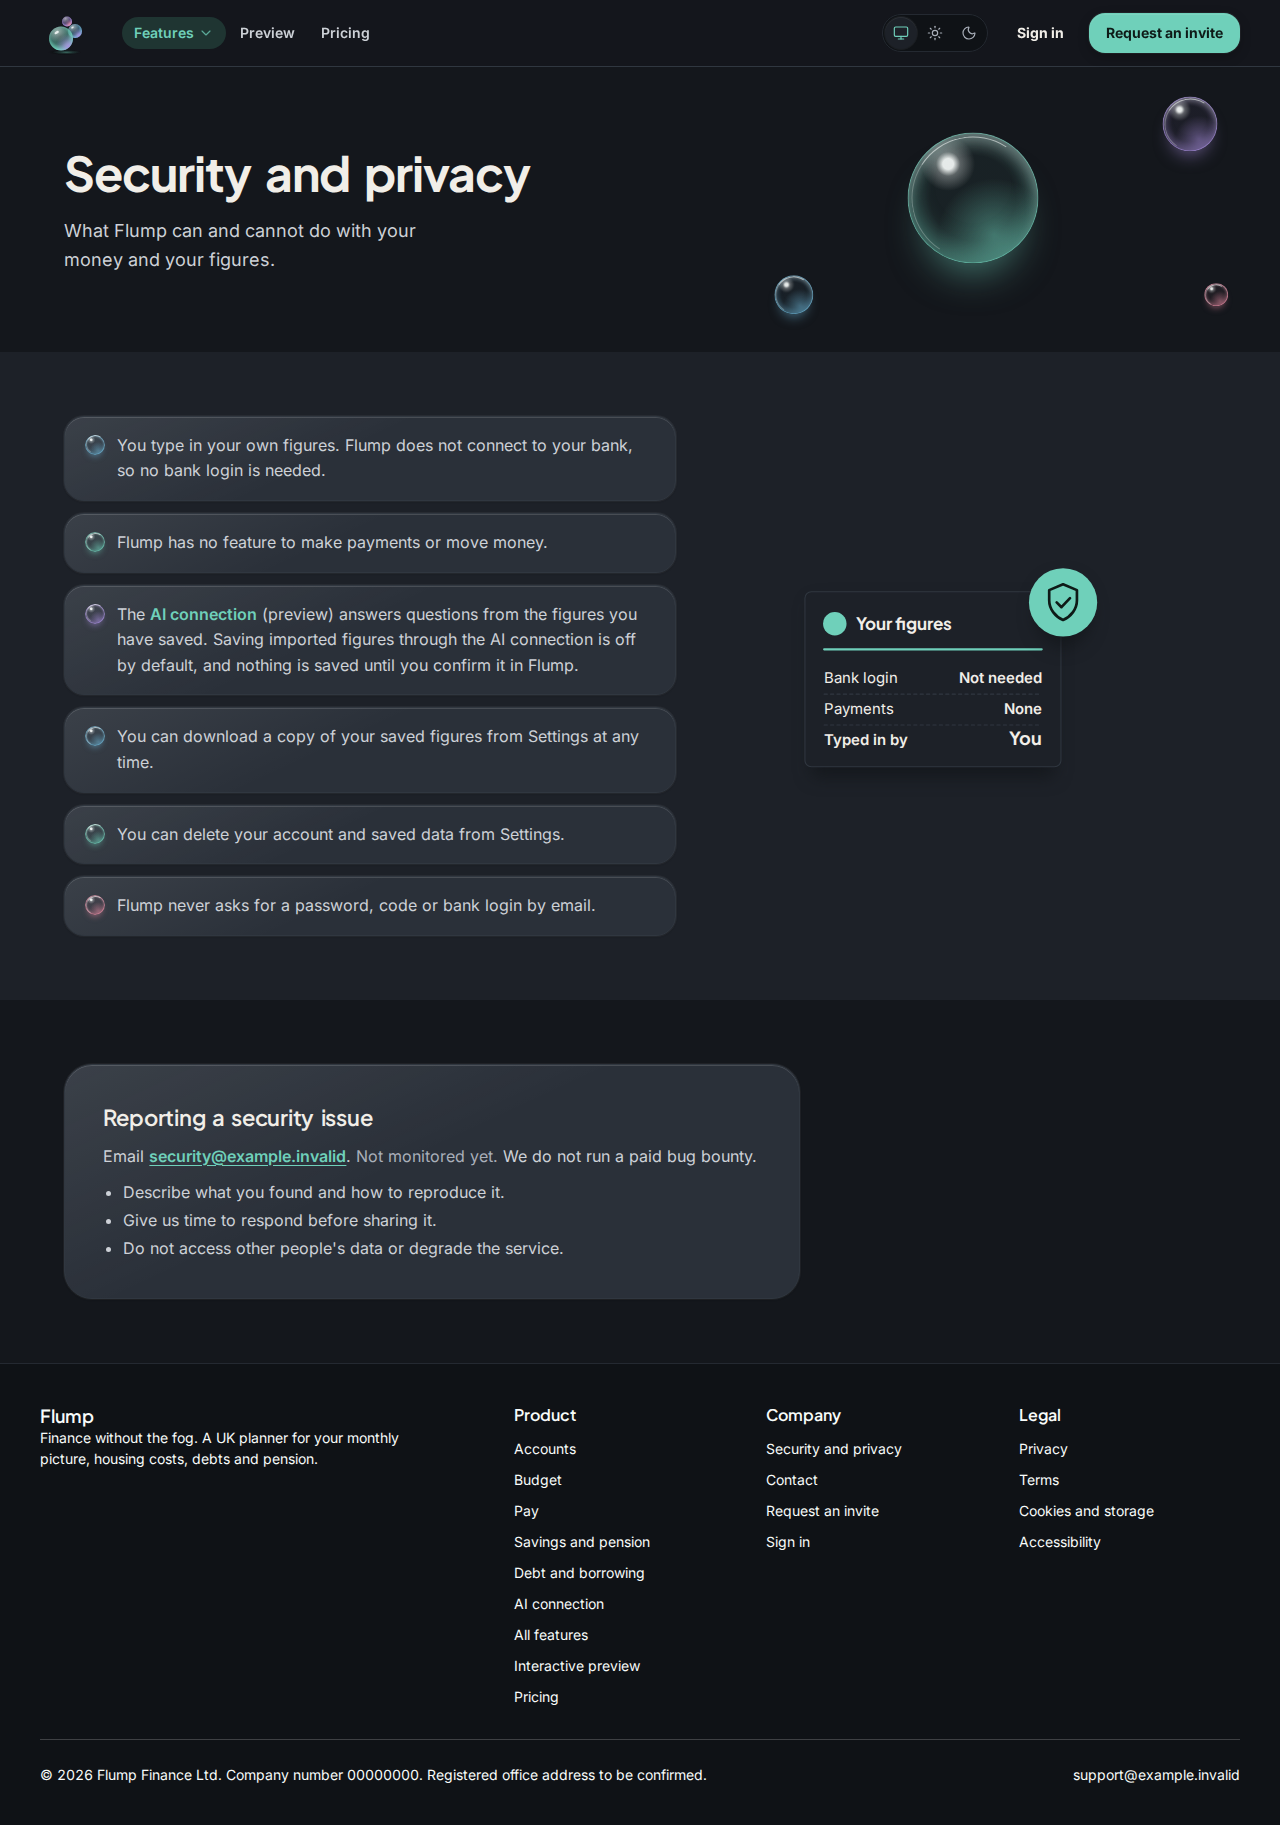 Features
Preview
Pricing
Sign in
Request an invite
Security and privacy
What Flump can and cannot do with your
money and your figures.
You type in your own figures. Flump does not connect to your bank,
so no bank login is needed.
Flump has no feature to make payments or move money.
The AI connection (preview) answers questions from the figures you
have saved. Saving imported figures through the AI connection is off
by default, and nothing is saved until you confirm it in Flump.
You can download a copy of your saved figures from Settings at any
time.
You can delete your account and saved data from Settings.
Flump never asks for a password, code or bank login by email.
Your figures
Bank login Not needed
Payments None
Typed in by You
Reporting a security issue
Email security@example.invalid. Not monitored yet. We do not run a paid bug bounty.
• Describe what you found and how to reproduce it.
• Give us time to respond before sharing it.
• Do not access other people's data or degrade the service.
Flump
Finance without the fog. A UK planner for your monthly
picture, housing costs, debts and pension.
Product
Accounts
Budget
Pay
Savings and pension
Debt and borrowing
AI connection
All features
Interactive preview
Pricing
Company
Security and privacy
Contact
Request an invite
Sign in
Legal
Privacy
Terms
Cookies and storage
Accessibility
© 2026 Flump Finance Ltd. Company number 00000000. Registered office address to be confirmed.
support@example.invalid